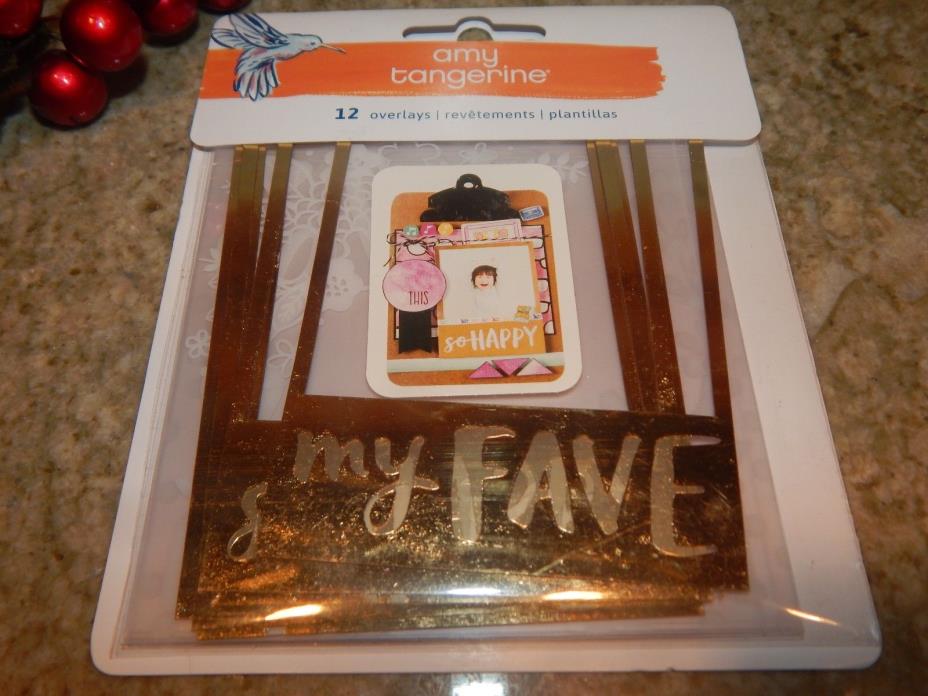 amy
tangerine®
12 overlays | revêtements | plantillas
THIS
so HAPPY
my FAVE
s